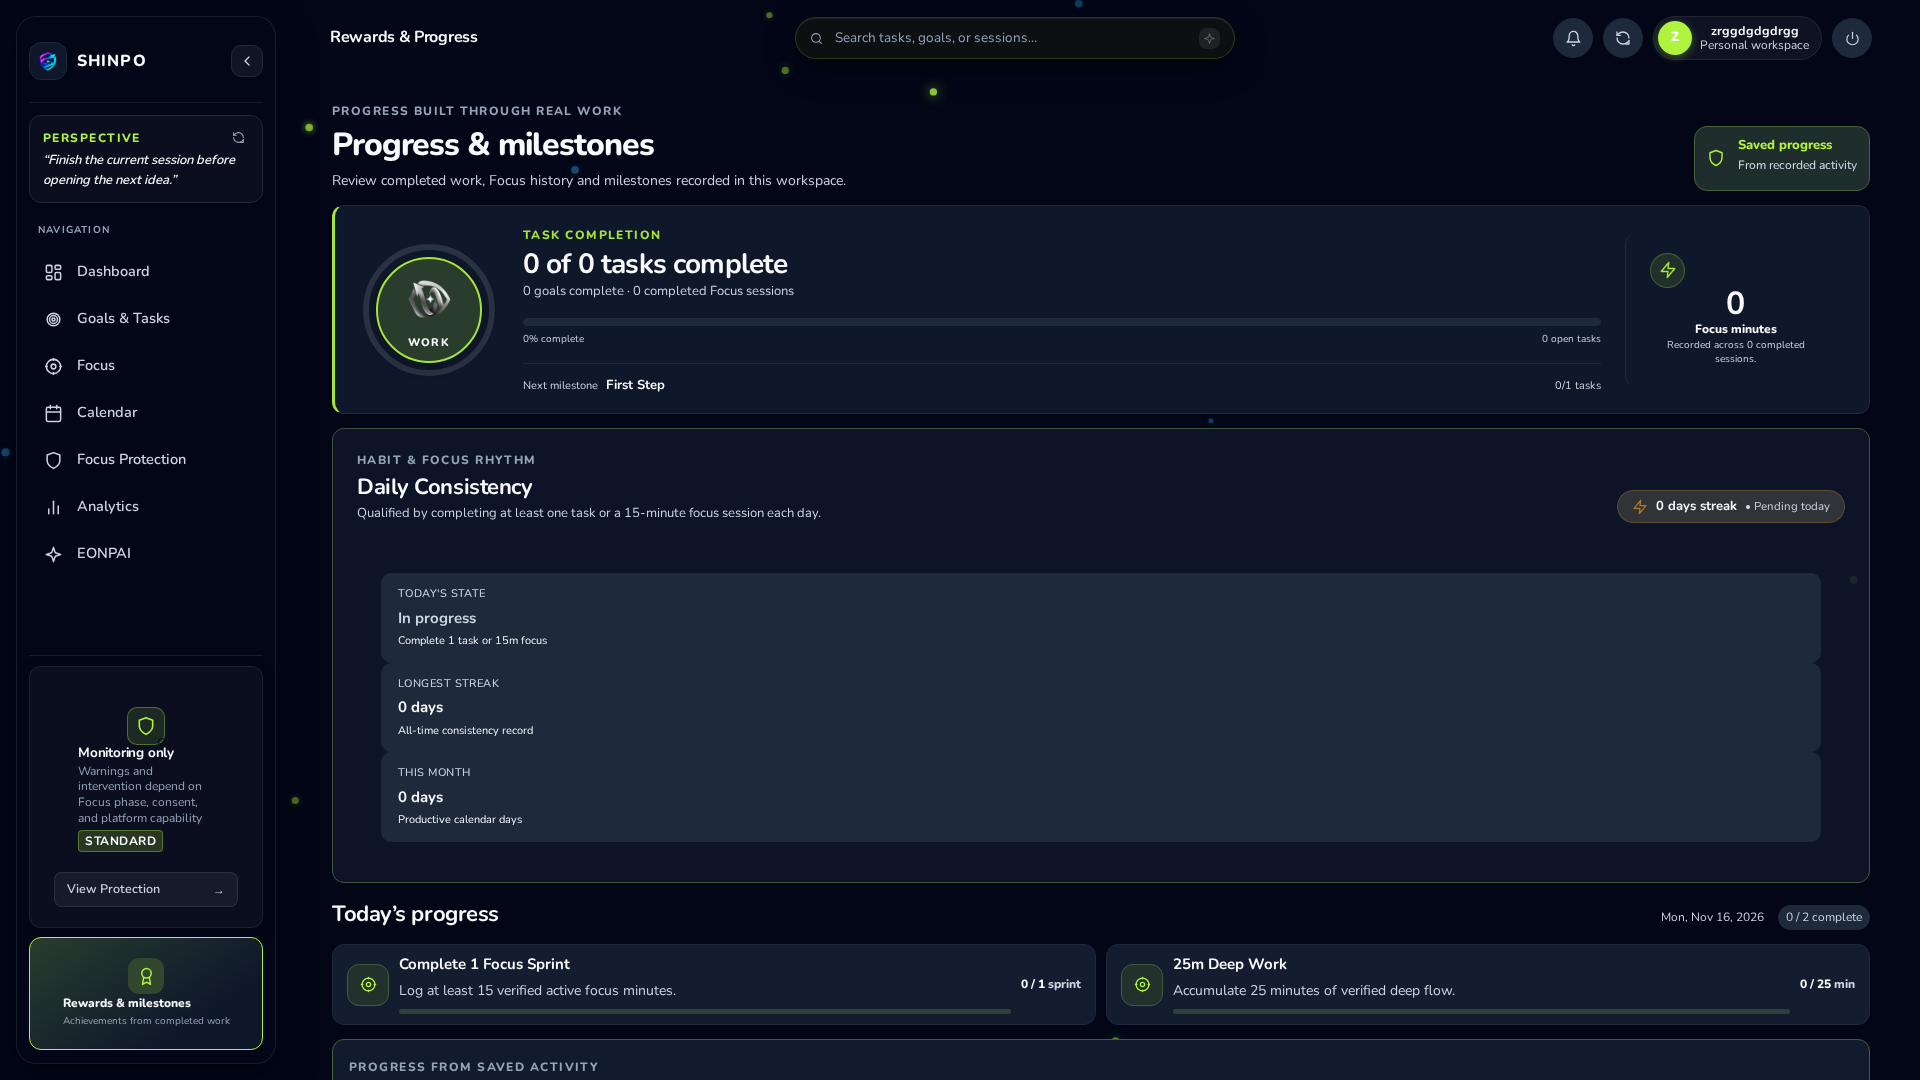 SHINPO
PERSPECTIVE
“Finish the current session before
opening the next idea.”
NAVIGATION
Dashboard
Goals & Tasks
Focus
Calendar
Focus Protection
Analytics
EONPAI
Monitoring only
Warnings and
intervention depend on
Focus phase, consent,
and platform capability
STANDARD
View Protection →
Rewards & milestones
Achievements from completed work
Rewards & Progress
Search tasks, goals, or sessions...
Z
zrggdgdgdrgg
Personal workspace
PROGRESS BUILT THROUGH REAL WORK
Progress & milestones
Review completed work, Focus history and milestones recorded in this workspace.
Saved progress
From recorded activity
WORK
TASK COMPLETION
0 of 0 tasks complete
0 goals complete · 0 completed Focus sessions
0% complete
0 open tasks
Next milestone First Step
0/1 tasks
0
Focus minutes
Recorded across 0 completed
sessions.
HABIT & FOCUS RHYTHM
Daily Consistency
Qualified by completing at least one task or a 15-minute focus session each day.
0 days streak • Pending today
TODAY'S STATE
In progress
Complete 1 task or 15m focus
LONGEST STREAK
0 days
All-time consistency record
THIS MONTH
0 days
Productive calendar days
Today’s progress
Mon, Nov 16, 2026
0 / 2 complete
Complete 1 Focus Sprint
Log at least 15 verified active focus minutes.
0 / 1 sprint
25m Deep Work
Accumulate 25 minutes of verified deep flow.
0 / 25 min
PROGRESS FROM SAVED ACTIVITY